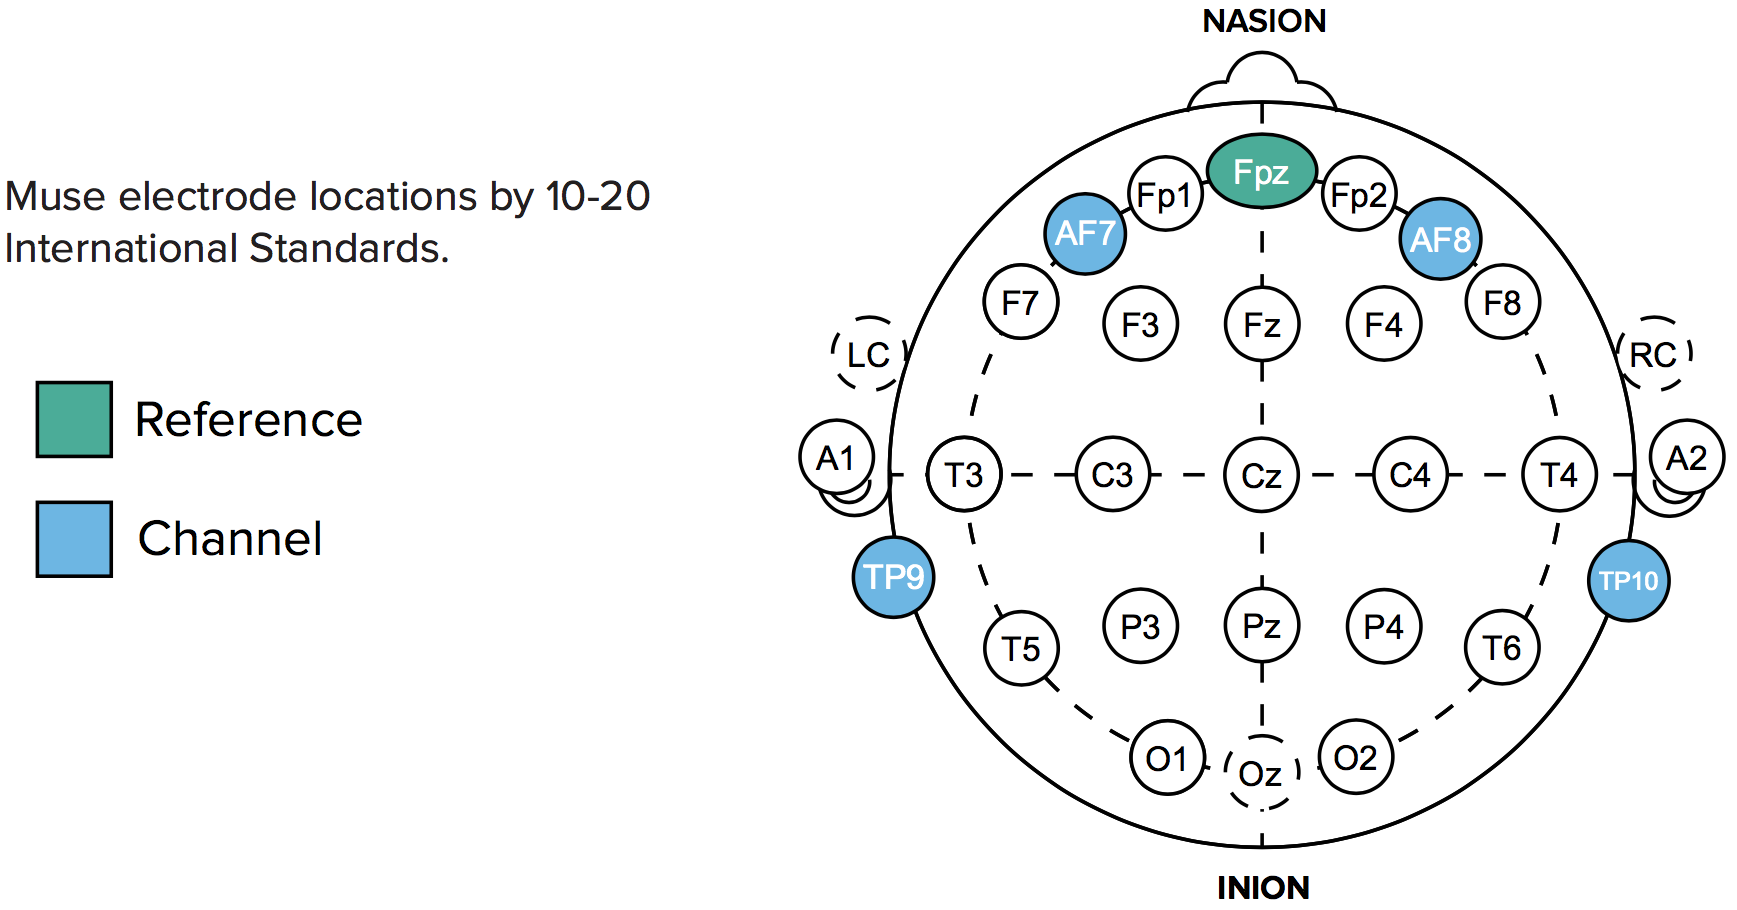 NASION
Muse electrode locations by 10-20
International Standards.
Reference
Channel
Fpz
Fp1
Fp2
AF7
AF8
F7
F3
Fz
F4
F8
LC
RC
A1
T3
C3
Cz
C4
T4
A2
TP9
TP10
T5
P3
Pz
P4
T6
O1
Oz
O2
INION